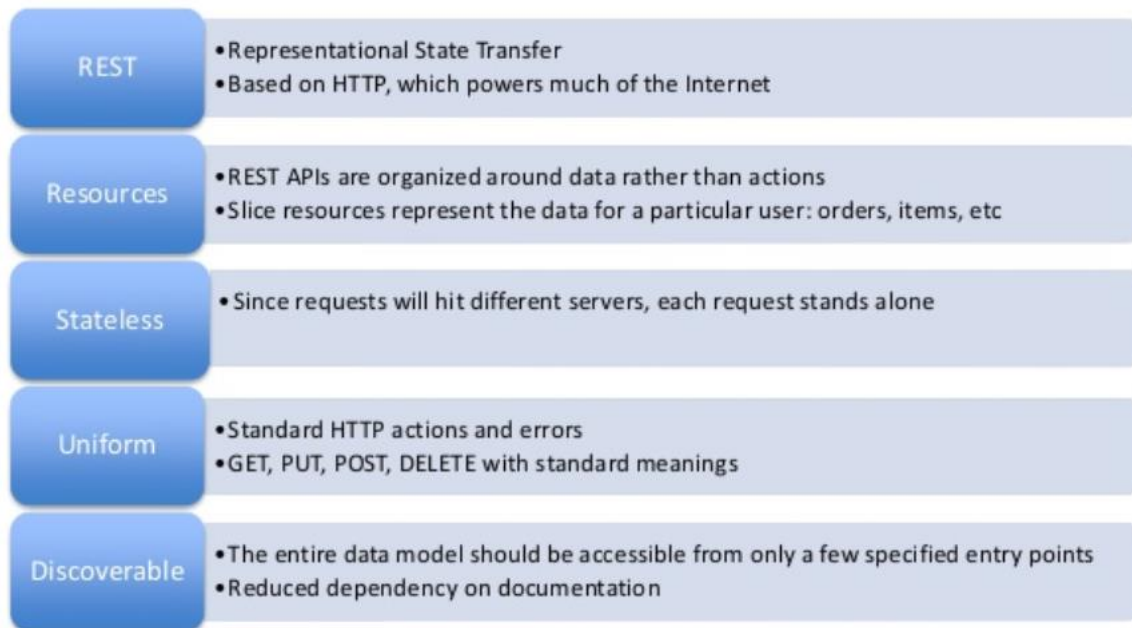 REST
•Representational State Transfer
•Based on HTTP, which powers much of the Internet
Resources
•REST APIs are organized around data rather than actions
•Slice resources represent the data for a particular user: orders, items, etc
Stateless
•Since requests will hit different servers, each request stands alone
Uniform
•Standard HTTP actions and errors
•GET, PUT, POST, DELETE with standard meanings
Discoverable
•The entire data model should be accessible from only a few specified entry points
•Reduced dependency on documentation